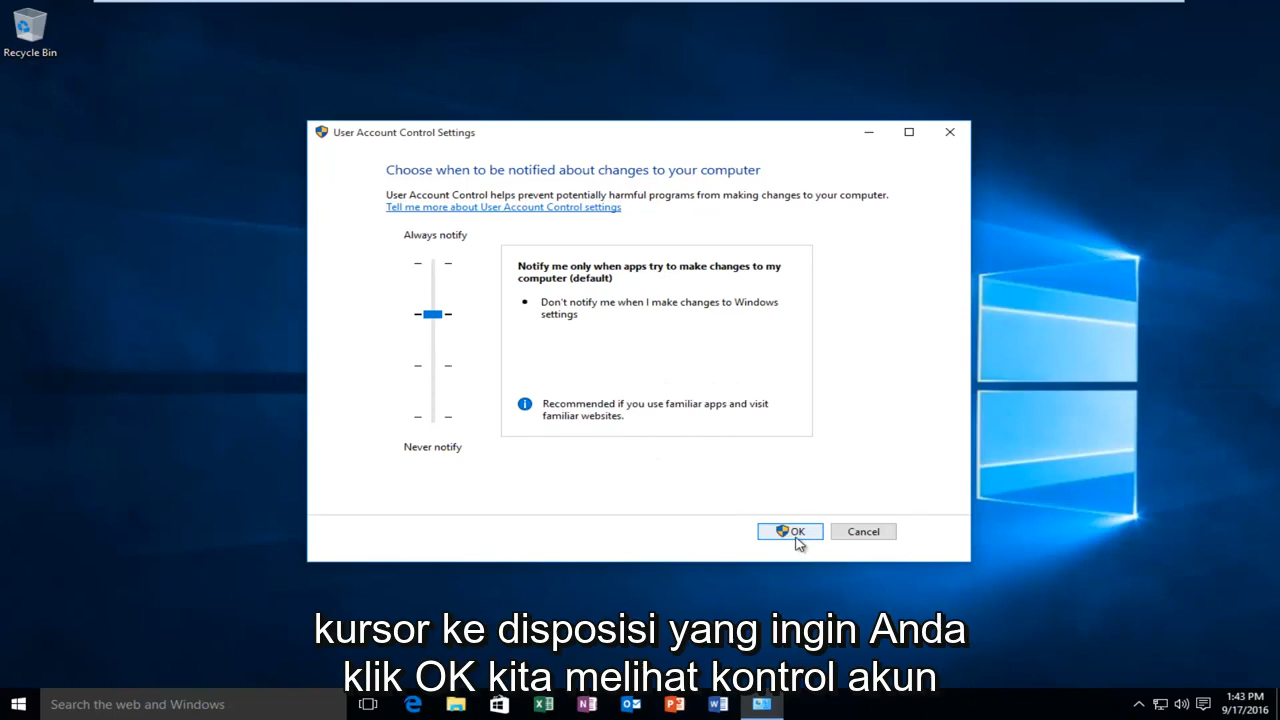 Recycle Bin
User Account Control Settings
Choose when to be notified about changes to your computer
User Account Control helps prevent potentially harmful programs from making changes to your computer.
Tell me more about User Account Control settings
Always notify
Notify me only when apps try to make changes to my
computer (default)
Don't notify me when I make changes to Windows
settings
Recommended if you use familiar apps and visit
familiar websites.
Never notify
OK
Cancel
kursor ke disposisi yang ingin Anda
klik OK kita melihat kontrol akun
Search the web and Windows
1:43 PM
9/17/2016